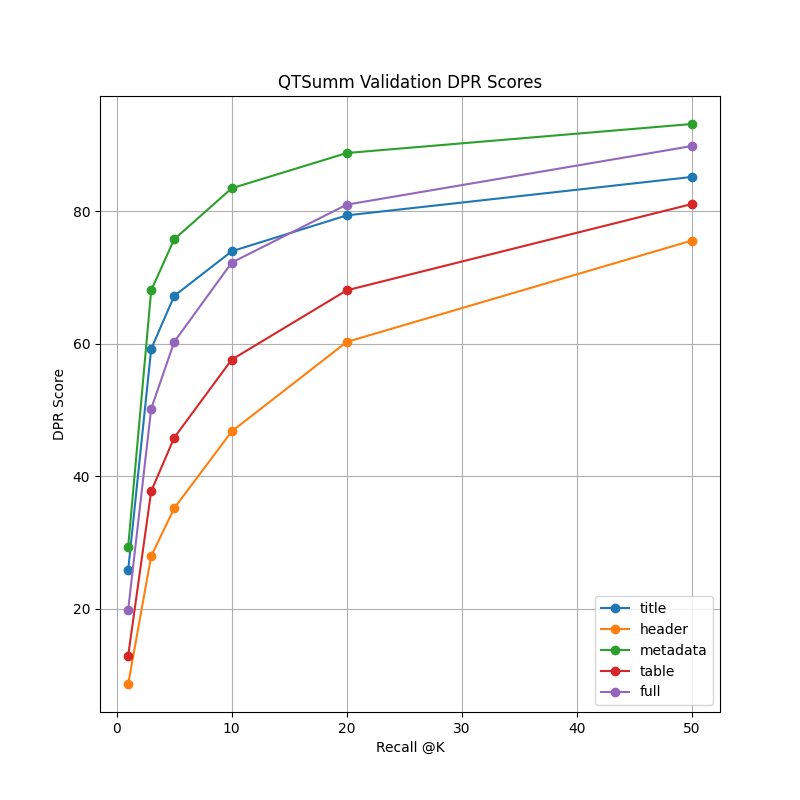 QTSumm Validation DPR Scores
DPR Score
80
60
40
20
0 10 20 30 40 50
Recall @K
title
header
metadata
table
full